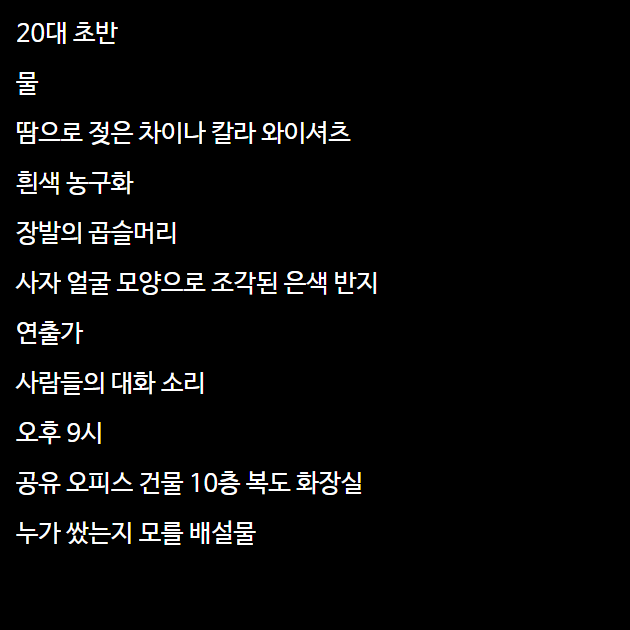 20대 초반
물
땀으로 젖은 차이나 칼라 와이셔츠
흰색 농구화
장발의 곱슬머리
사자 얼굴 모양으로 조각된 은색 반지
연출가
사람들의 대화 소리
오후 9시
공유 오피스 건물 10층 복도 화장실
누가 쌌는지 모를 배설물